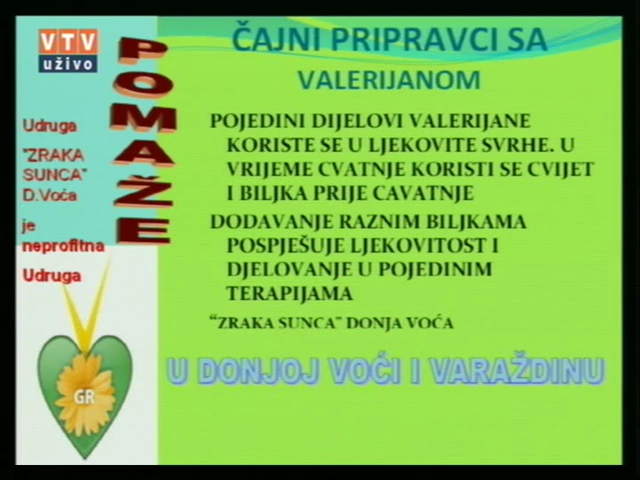 VTV
uživo
POMAŽE
Udruga
"ZRAKA
SUNCA"
D.Voća
je
neprofitna
Udruga
GR
ČAJNI PRIPRAVCI SA
VALERIJANOM
POJEDINI DIJELOVI VALERIJANE
KORISTE SE U LJEKOVITE SVRHE. U
VRIJEME CVATNJE KORISTI SE CVIJET
I BILJKA PRIJE CAVATNJE
DODAVANJE RAZNIM BILJKAMA
POSPJEŠUJE LJEKOVITOST I
DJELOVANJE U POJEDINIM
TERAPIJAMA
“ZRAKA SUNCA” DONJA VOĆA
U DONJOJ VOĆI I VARAŽDINU